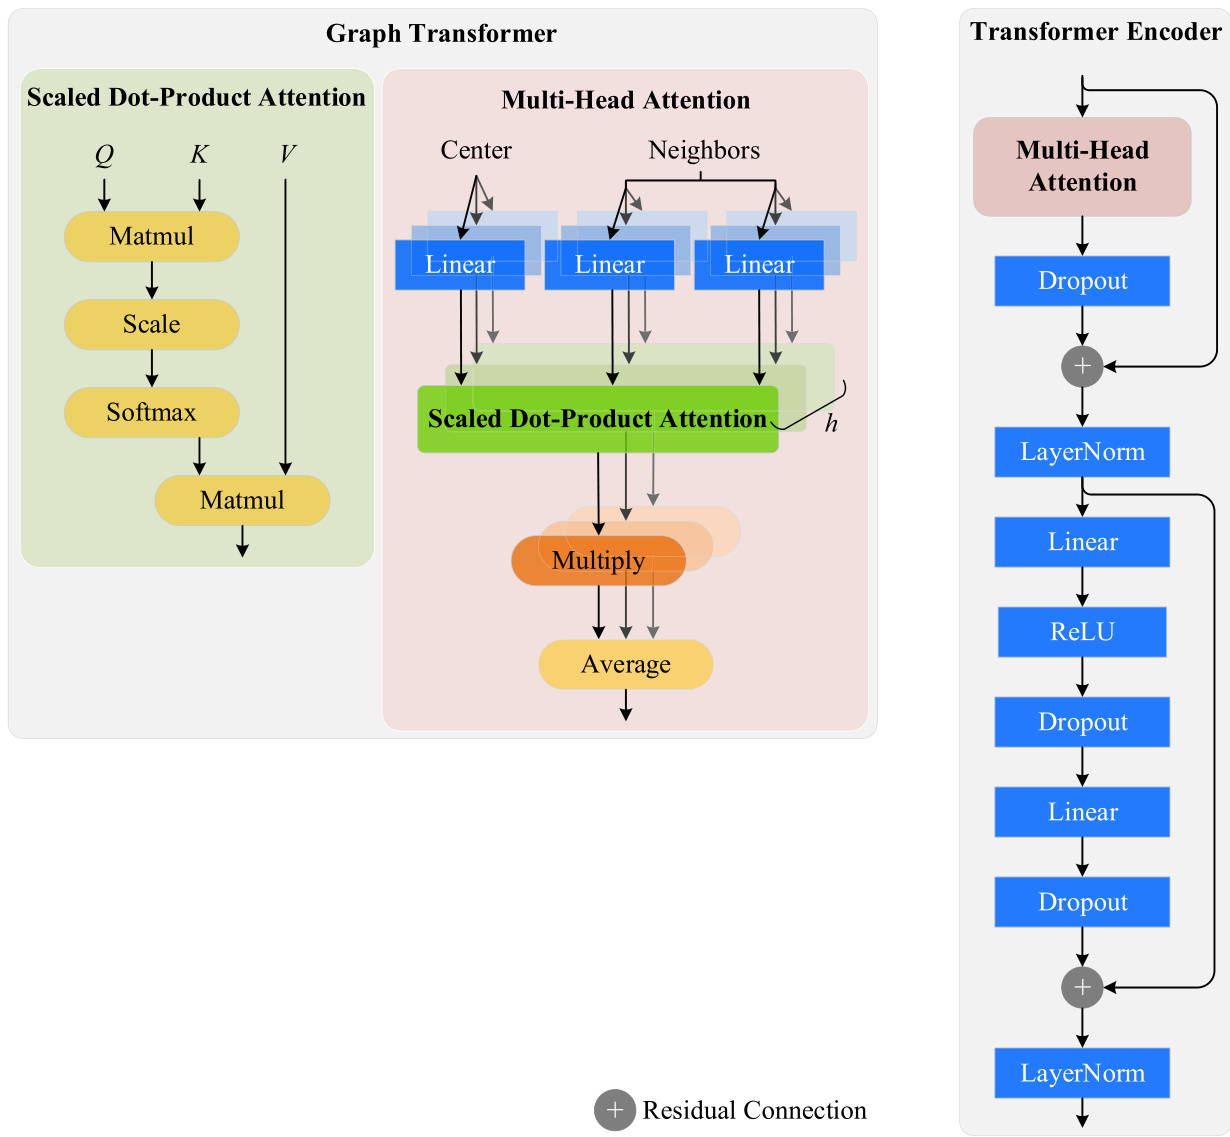 Graph Transformer
Scaled Dot-Product Attention
Q K V
Matmul
Scale
Softmax
Matmul
Multi-Head Attention
Center Neighbors
Linear Linear Linear
Scaled Dot-Product Attention
h
Multiply
Average
Transformer Encoder
Multi-Head
Attention
Dropout
+
LayerNorm
Linear
ReLU
Dropout
Linear
Dropout
+
LayerNorm
+ Residual Connection